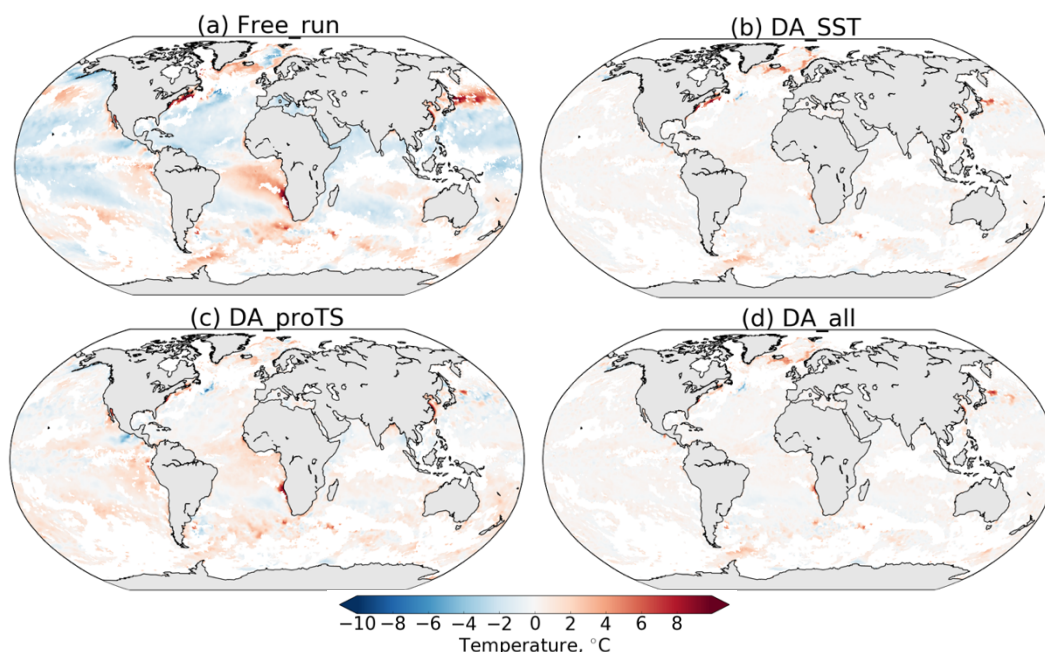 (a) Free_run
(b) DA_SST
(c) DA_proTS
(d) DA_all
−10 −8 −6 −4 −2 0 2 4 6 8
Temperature, °C